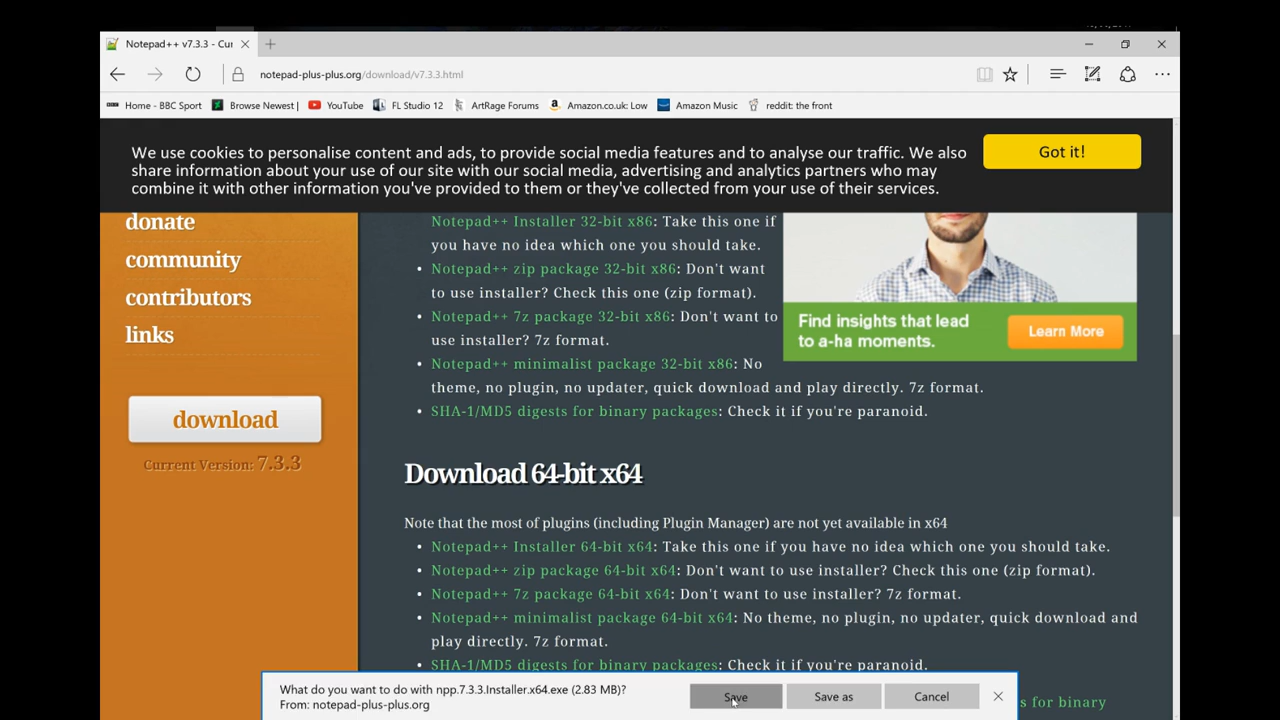 Notepad++ v7.3.3 - Cur
notepad-plus-plus.org/download/v7.3.3.html
Home - BBC Sport Browse Newest | YouTube FL Studio 12 ArtRage Forums Amazon.co.uk: Low Amazon Music reddit: the front
We use cookies to personalise content and ads, to provide social media features and to analyse our traffic. We also
share information about your use of our site with our social media, advertising and analytics partners who may
combine it with other information you've provided to them or they've collected from your use of their services.
Got it!
donate
community
contributors
links
download
Current Version: 7.3.3
Notepad++ Installer 32-bit x86: Take this one if
you have no idea which one you should take.
• Notepad++ zip package 32-bit x86: Don't want
to use installer? Check this one (zip format).
• Notepad++ 7z package 32-bit x86: Don't want to
use installer? 7z format.
• Notepad++ minimalist package 32-bit x86: No
theme, no plugin, no updater, quick download and play directly. 7z format.
• SHA-1/MD5 digests for binary packages: Check it if you're paranoid.
Find insights that lead
to a-ha moments.
Learn More
Download 64-bit x64
Note that the most of plugins (including Plugin Manager) are not yet available in x64
• Notepad++ Installer 64-bit x64: Take this one if you have no idea which one you should take.
• Notepad++ zip package 64-bit x64: Don't want to use installer? Check this one (zip format).
• Notepad++ 7z package 64-bit x64: Don't want to use installer? 7z format.
• Notepad++ minimalist package 64-bit x64: No theme, no plugin, no updater, quick download and
play directly. 7z format.
• SHA-1/MD5 digests for binary packages: Check it if you're paranoid.
s for binary
What do you want to do with npp.7.3.3.Installer.x64.exe (2.83 MB)?
From: notepad-plus-plus.org
Save
Save as
Cancel